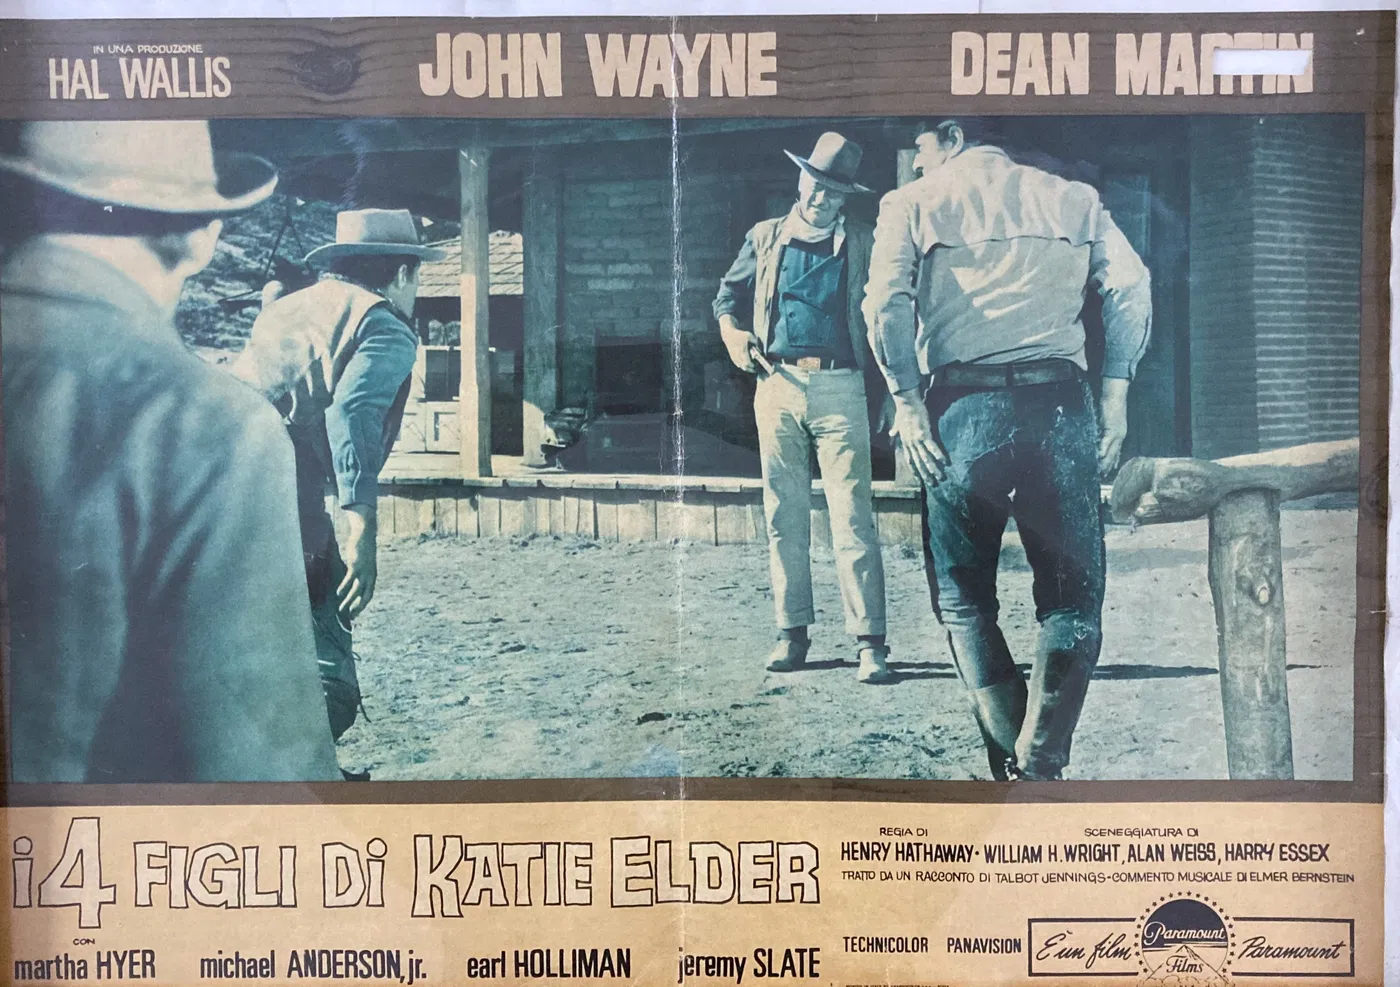 IN UNA PRODUZIONE
HAL WALLIS
JOHN WAYNE
DEAN MARTIN
i 4 FIGLI Di KATIE ELDER
CON
martha HYER
michael ANDERSON, jr.
earl HOLLIMAN
jeremy SLATE
REGIA DI
HENRY HATHAWAY •
SCENEGGIATURA DI
WILLIAM H. WRIGHT, ALAN WEISS, HARRY ESSEX
TRATTO DA UN RACCONTO DI TALBOT JENNINGS - COMMENTO MUSICALE DI ELMER BERNSTEIN
TECHNICOLOR PANAVISION
È un film Paramount
Paramount
Films